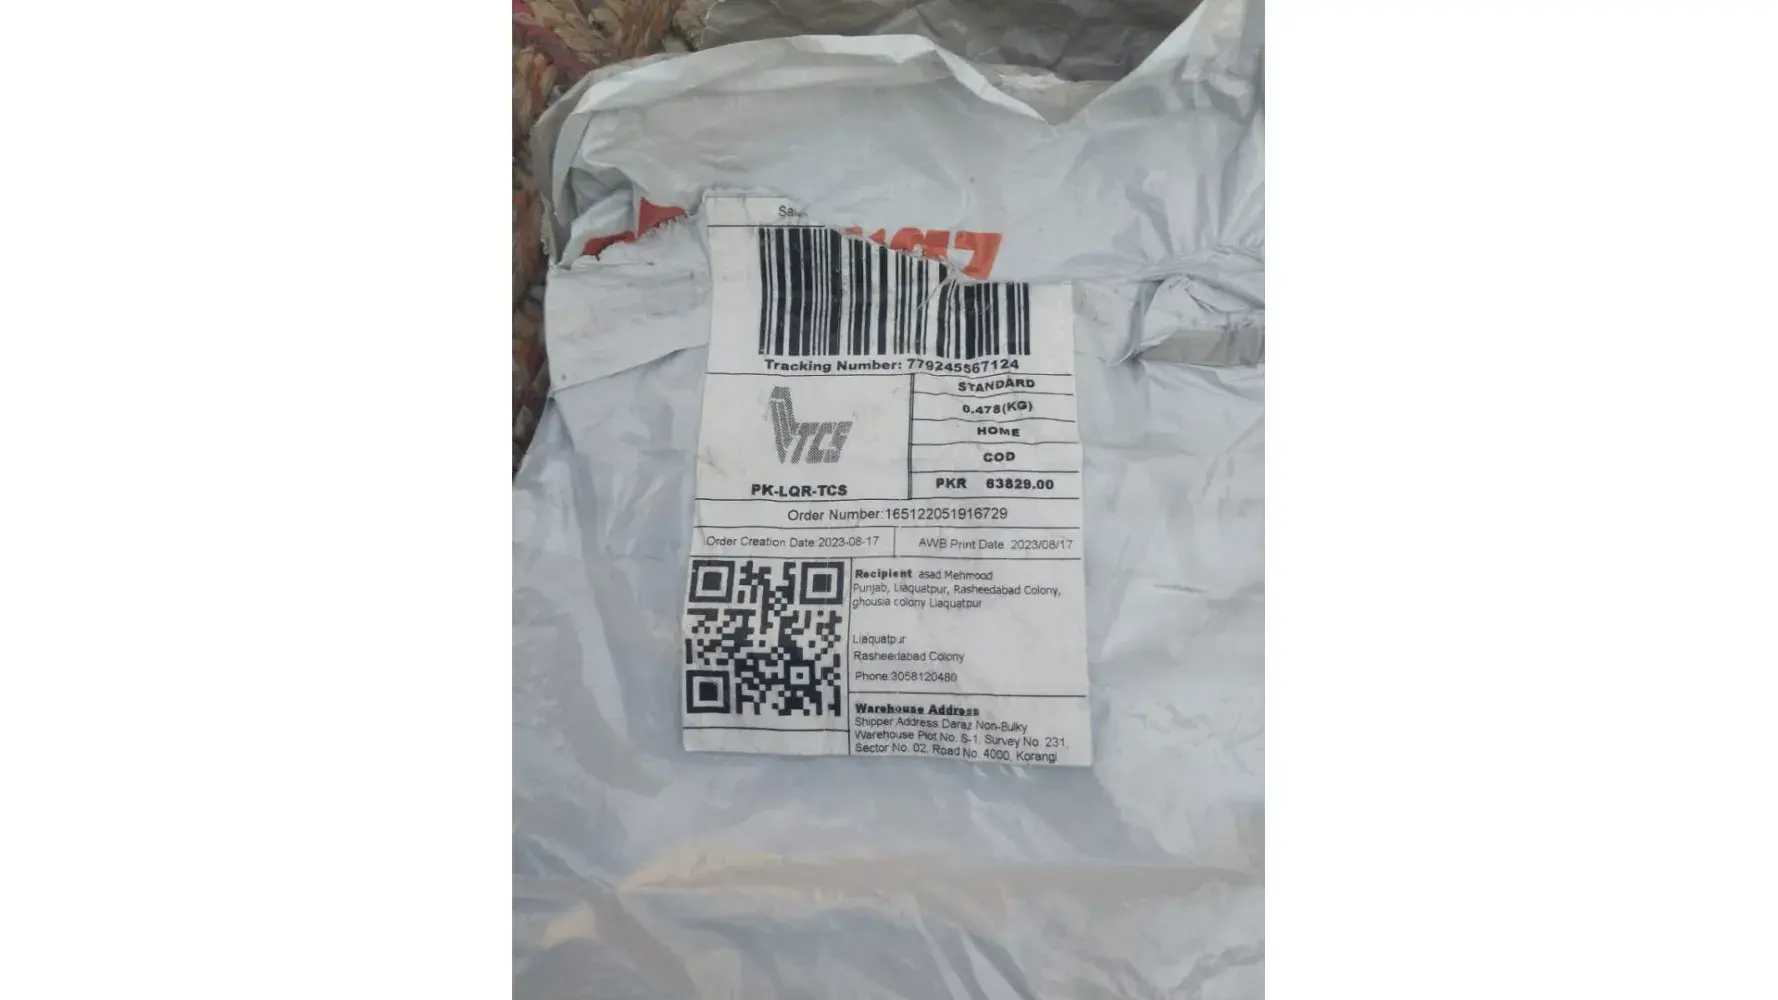 Tracking Number: 779245567124
TCS
STANDARD
0.478(KG)
HOME
COD
PK-LQR-TCS
PKR 63829.00
Order Number:165122051916729
Order Creation Date:2023-08-17
AWB Print Date: 2023/08/17
Recipient asad Mehmood
Punjab, Liaquatpur, Rasheedabad Colony,
ghousia colony Liaquatpur
Liaquatpur
Rasheedabad Colony
Phone:3058120480
Warehouse Address
Shipper Address Daraz Non-Bulky
Warehouse Plot No. S-1, Survey No. 231,
Sector No. 02, Road No. 4000, Korangi